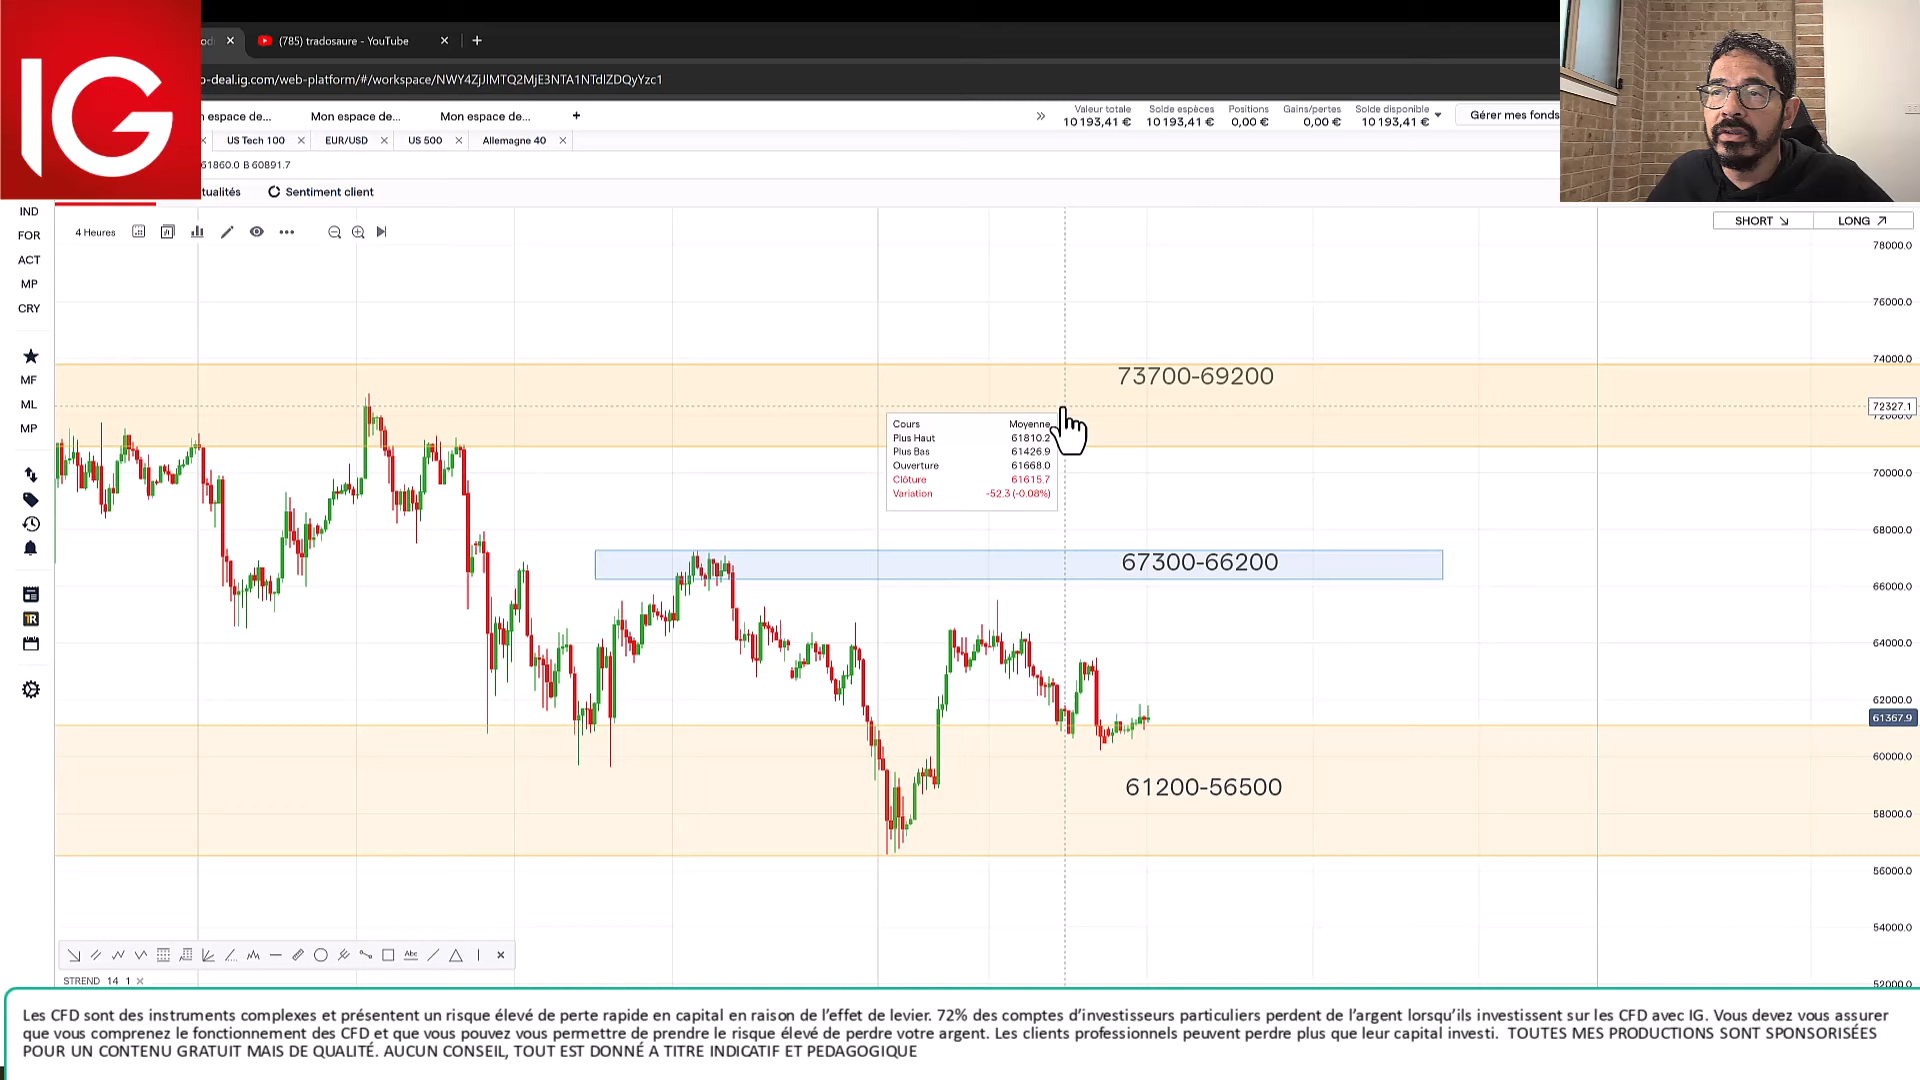 IG
(785) tradosaure - YouTube
-deal.ig.com/web-platform/#/workspace/NWY4ZjJlMTQ2MjE3NTA1NTdlZDQyYzc1
n espace de...
Mon espace de...
Mon espace de...
Valeur totale
10 193,41 €
Solde espèces
10 193,41 €
Positions
0,00 €
Gains/pertes
0,00 €
Solde disponible
10 193,41 €
Gérer mes fonds
US Tech 100
EUR/USD
US 500
Allemagne 40
61860.0 B 60891.7
tualités
Sentiment client
IND
FOR
ACT
MP
CRY
MF
ML
MP
4 Heures
SHORT
LONG
78000.0
76000.0
74000.0
72327.1
70000.0
68000.0
66000.0
64000.0
62000.0
61367.9
60000.0
58000.0
56000.0
54000.0
52000.0
73700-69200
Cours Moyenne
Plus Haut 61810.2
Plus Bas 61426.9
Ouverture 61668.0
Clôture 61615.7
Variation -52.3 (-0.08%)
67300-66200
61200-56500
Abc
STREND 14 1
Les CFD sont des instruments complexes et présentent un risque élevé de perte rapide en capital en raison de l'effet de levier. 72% des comptes d'investisseurs particuliers perdent de l'argent lorsqu'ils investissent sur les CFD avec IG. Vous devez vous assurer
que vous comprenez le fonctionnement des CFD et que vous pouvez vous permettre de prendre le risque élevé de perdre votre argent. Les clients professionnels peuvent perdre plus que leur capital investi. TOUTES MES PRODUCTIONS SONT SPONSORISÉES
POUR UN CONTENU GRATUIT MAIS DE QUALITÉ. AUCUN CONSEIL, TOUT EST DONNÉ A TITRE INDICATIF ET PEDAGOGIQUE